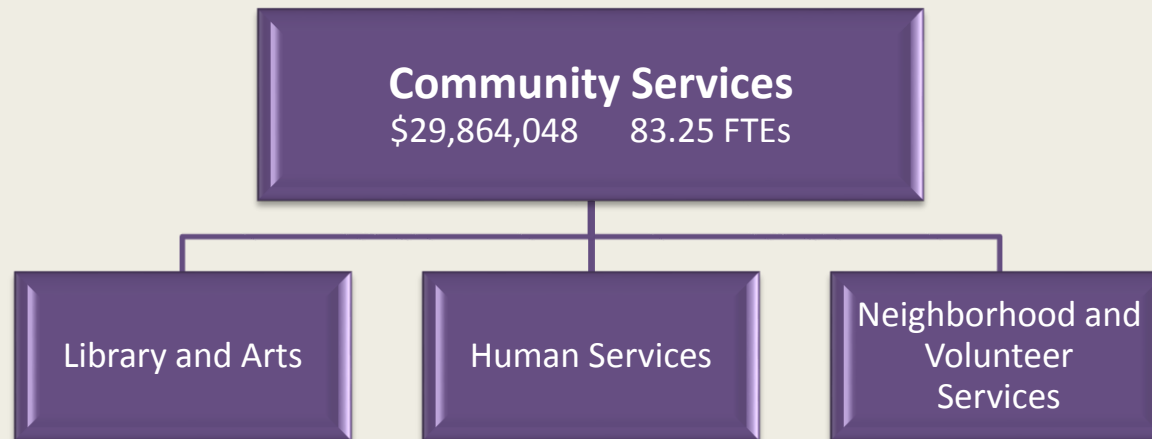 Community Services
$29,864,048 83.25 FTEs
Library and Arts
Human Services
Neighborhood and
Volunteer
Services